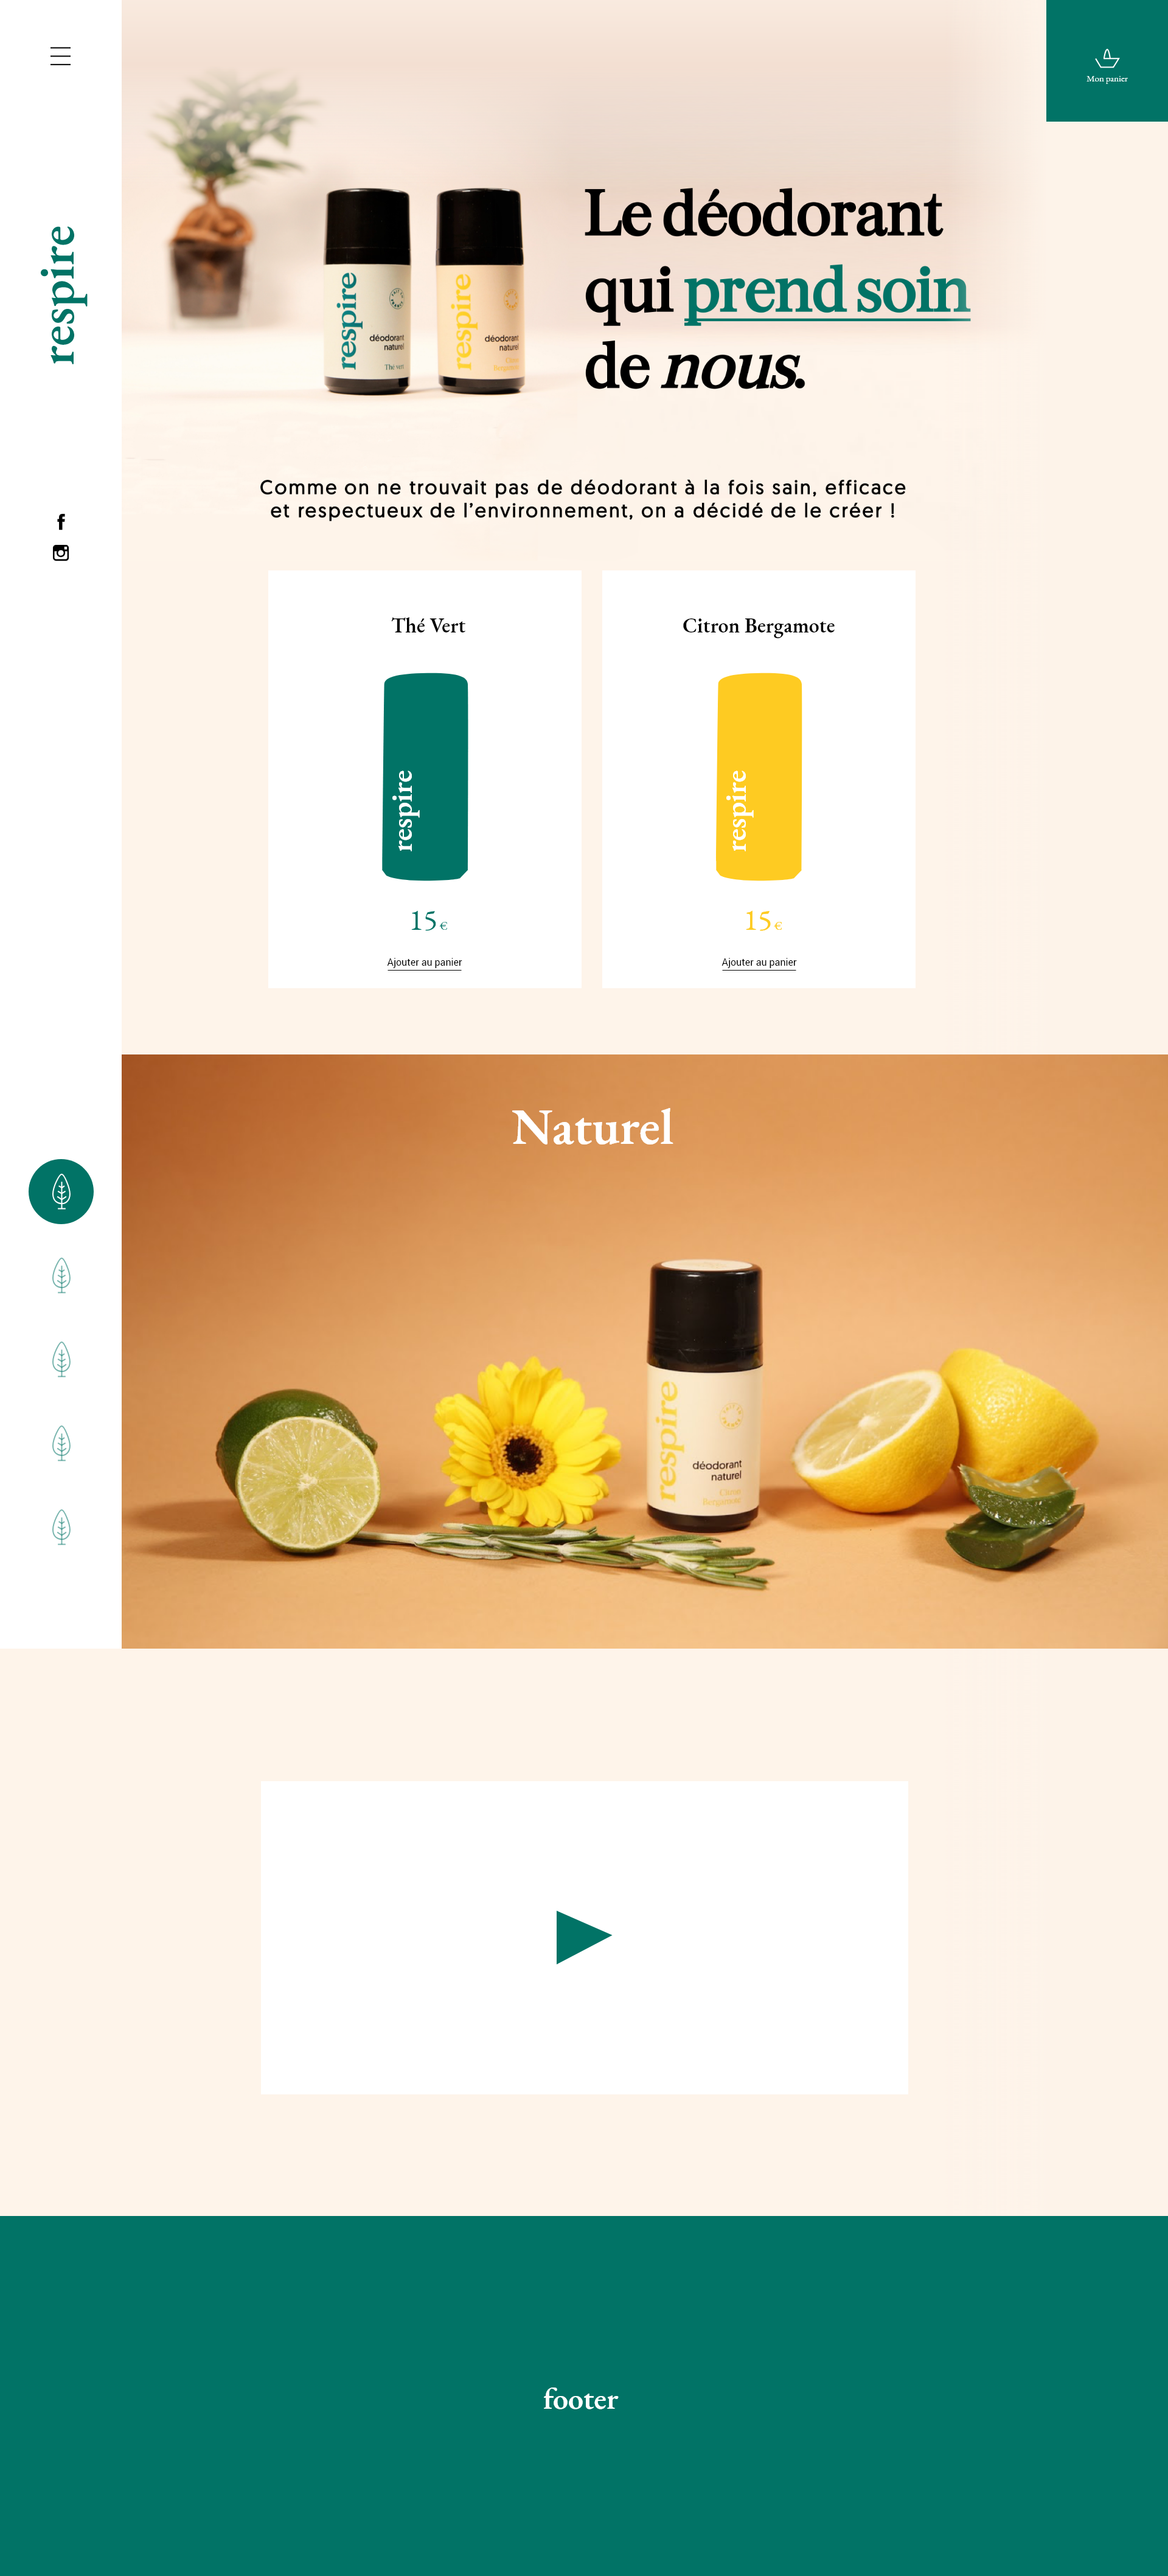 Mon panier
respire
Le déodorant
qui prend soin
de nous.
respire
déodorant
naturel
Thé vert
respire
déodorant
naturel
Comme on ne trouvait pas de déodorant à la fois sain, efficace
et respectueux de l'environnement, on a décidé de le créer !
Thé Vert
respire
15€
Ajouter au panier
Citron Bergamote
respire
15€
Ajouter au panier
Naturel
respire
déodorant
naturel
Citron
Bergamote
footer